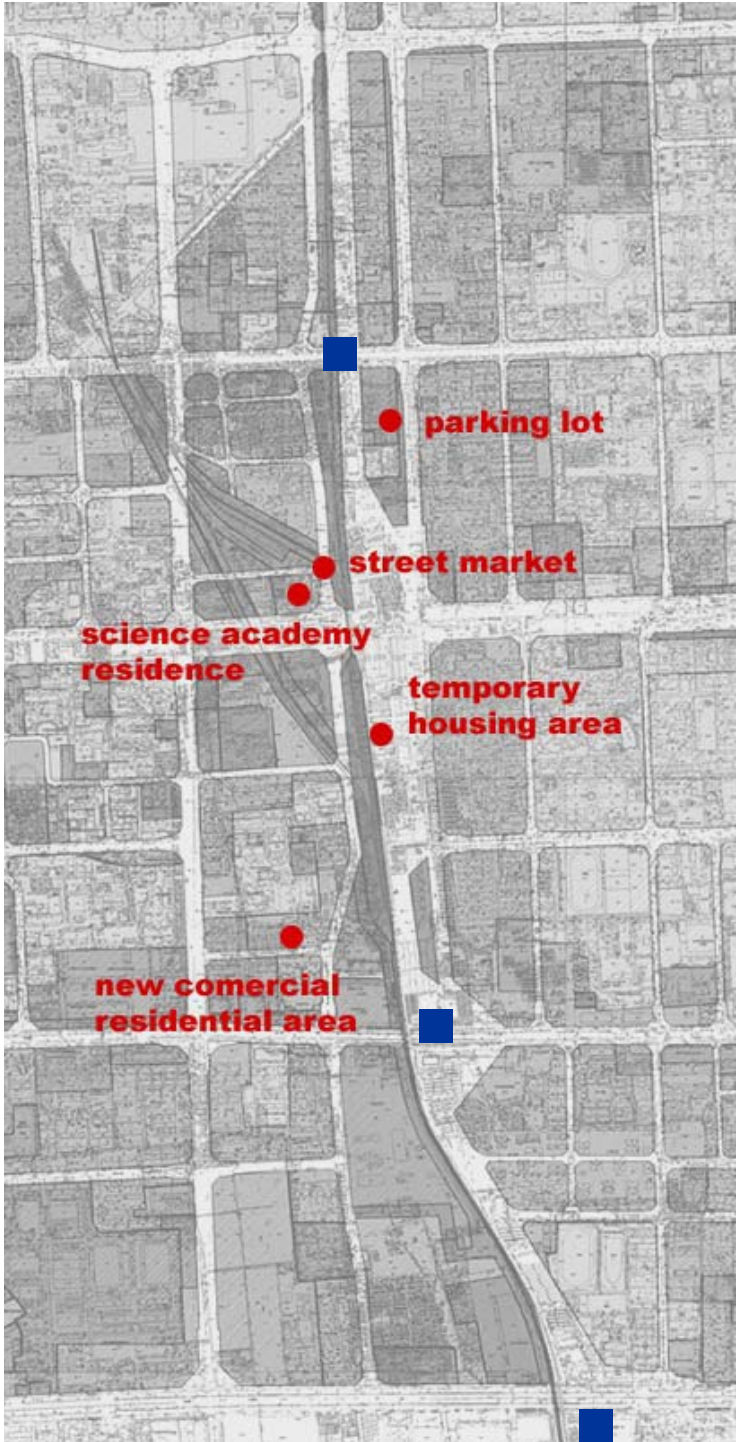 parking lot
street market
science academy
residence
temporary
housing area
new comercial
residential area